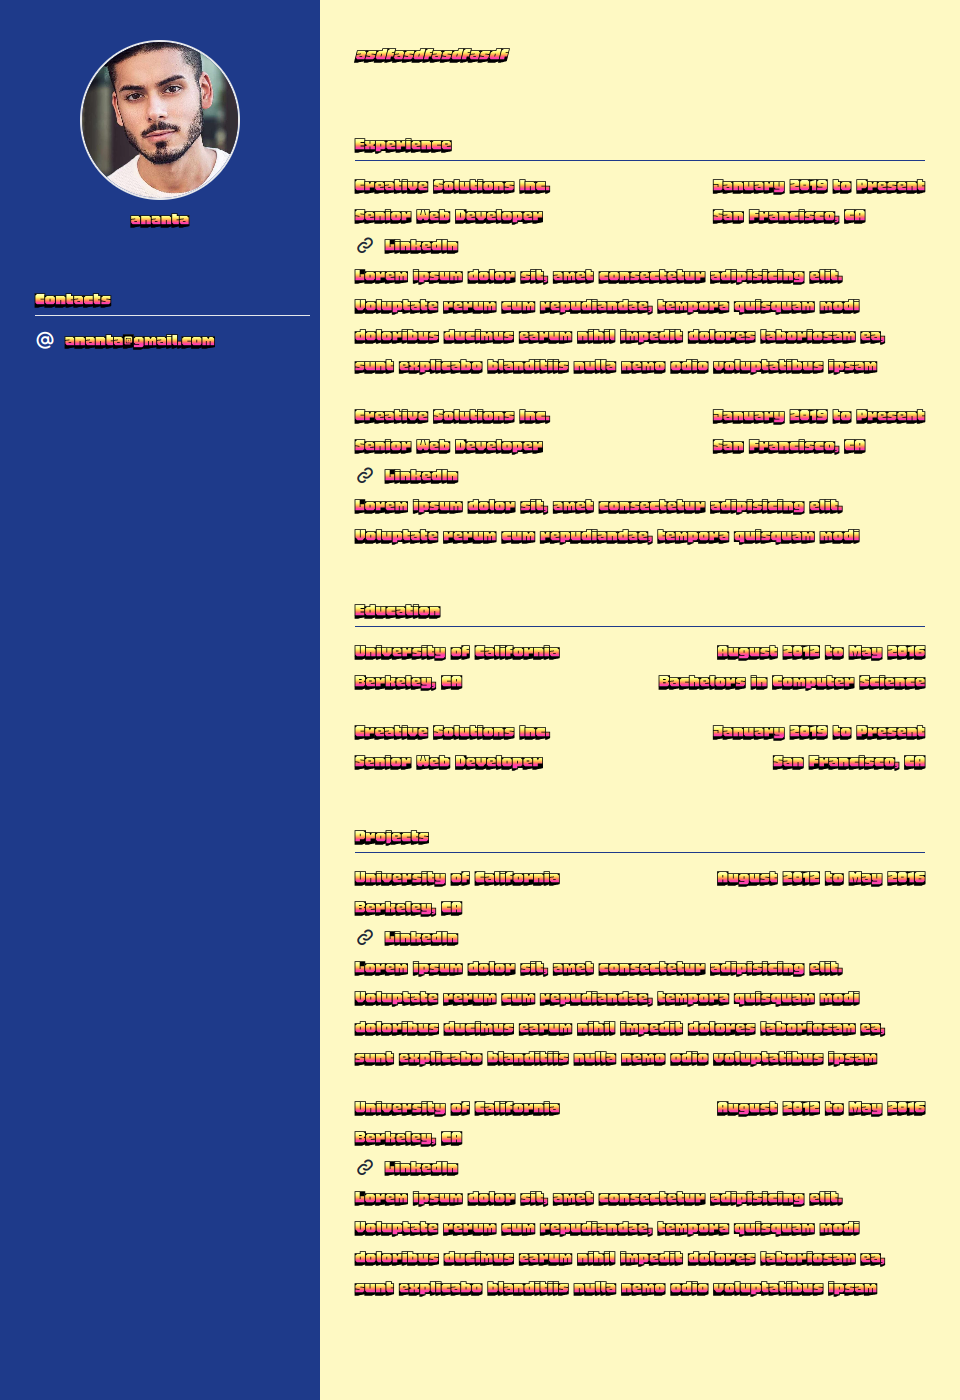 ananta
Contacts
ananta@gmail.com
asdfasdfasdfasdf
Experience
Creative Solutions Inc. January 2019 to Present
Senior Web Developer San Francisco, CA
LinkedIn
Lorem ipsum dolor sit, amet consectetur adipisicing elit.
Voluptate rerum cum repudiandae, tempora quisquam modi
doloribus ducimus earum nihil impedit dolores laboriosam ea,
sunt explicabo blanditiis nulla nemo odio voluptatibus ipsam
Creative Solutions Inc. January 2019 to Present
Senior Web Developer San Francisco, CA
LinkedIn
Lorem ipsum dolor sit, amet consectetur adipisicing elit.
Voluptate rerum cum repudiandae, tempora quisquam modi
Education
University of California August 2012 to May 2016
Berkeley, CA Bachelors in Computer Science
Creative Solutions Inc. January 2019 to Present
Senior Web Developer San Francisco, CA
Projects
University of California August 2012 to May 2016
Berkeley, CA
LinkedIn
Lorem ipsum dolor sit, amet consectetur adipisicing elit.
Voluptate rerum cum repudiandae, tempora quisquam modi
doloribus ducimus earum nihil impedit dolores laboriosam ea,
sunt explicabo blanditiis nulla nemo odio voluptatibus ipsam
University of California August 2012 to May 2016
Berkeley, CA
LinkedIn
Lorem ipsum dolor sit, amet consectetur adipisicing elit.
Voluptate rerum cum repudiandae, tempora quisquam modi
doloribus ducimus earum nihil impedit dolores laboriosam ea,
sunt explicabo blanditiis nulla nemo odio voluptatibus ipsam